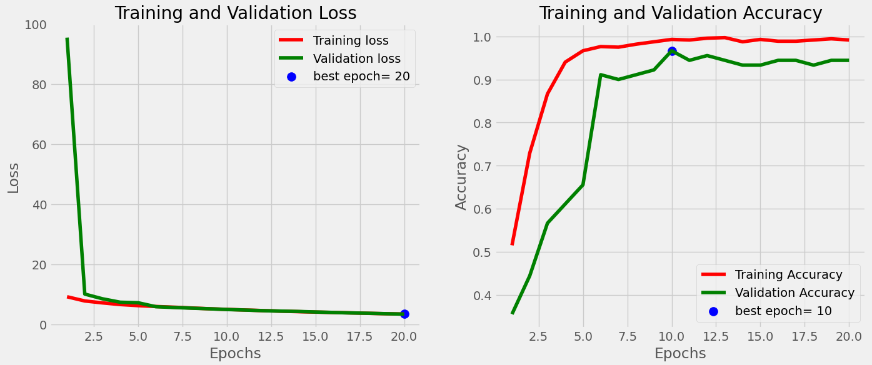 Training and Validation Loss
100
80
60
40
20
0
Loss
2.5 5.0 7.5 10.0 12.5 15.0 17.5 20.0
Epochs
Training loss
Validation loss
best epoch= 20
Training and Validation Accuracy
1.0
0.9
0.8
0.7
0.6
0.5
0.4
Accuracy
2.5 5.0 7.5 10.0 12.5 15.0 17.5 20.0
Epochs
Training Accuracy
Validation Accuracy
best epoch= 10